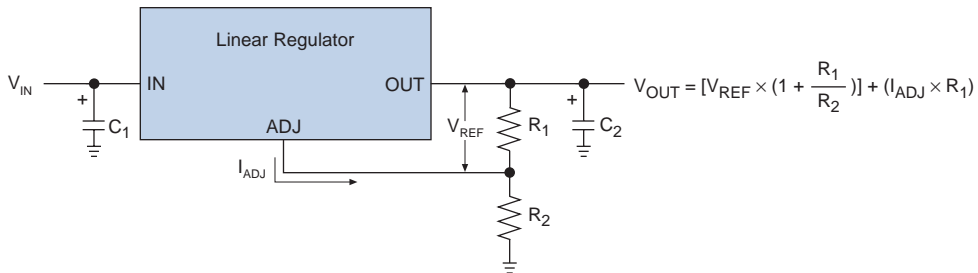 Linear Regulator
V_IN
IN
OUT
V_OUT = [V_REF × (1 + R_1/R_2)] + (I_ADJ × R_1)
+
C_1
ADJ
V_REF
R_1
+
C_2
I_ADJ
R_2